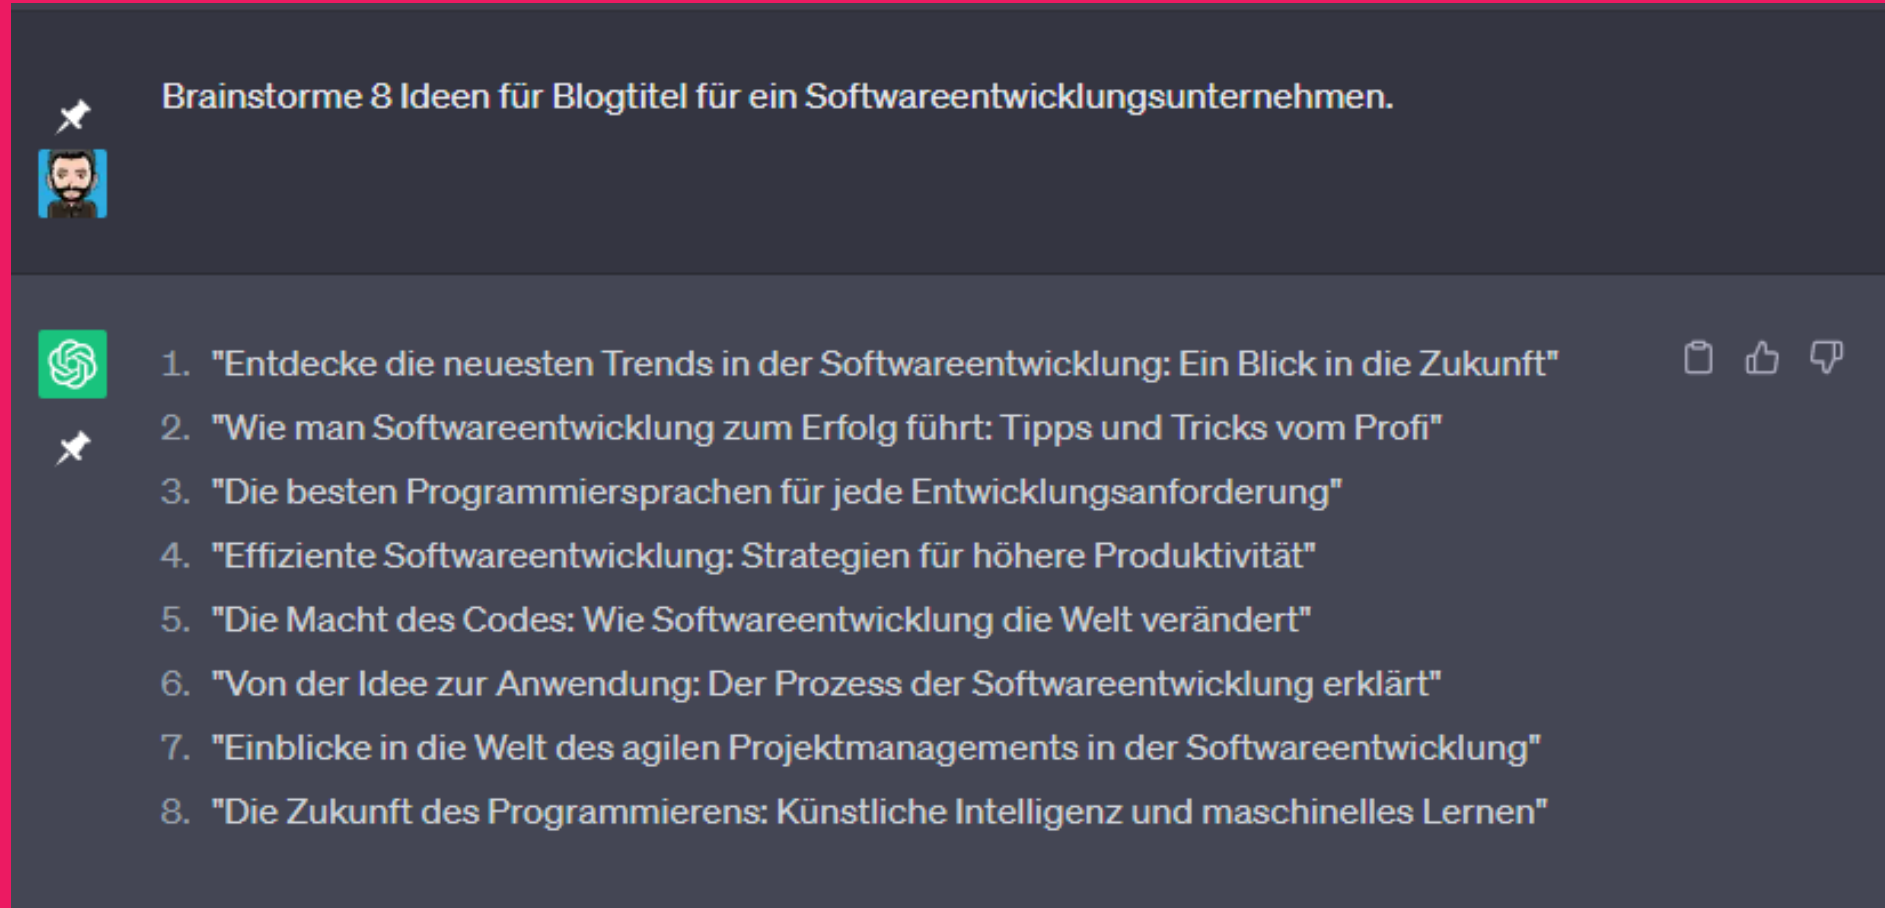 Brainstorme 8 Ideen für Blogtitel für ein Softwareentwicklungsunternehmen.
1. "Entdecke die neuesten Trends in der Softwareentwicklung: Ein Blick in die Zukunft"
2. "Wie man Softwareentwicklung zum Erfolg führt: Tipps und Tricks vom Profi"
3. "Die besten Programmiersprachen für jede Entwicklungsanforderung"
4. "Effiziente Softwareentwicklung: Strategien für höhere Produktivität"
5. "Die Macht des Codes: Wie Softwareentwicklung die Welt verändert"
6. "Von der Idee zur Anwendung: Der Prozess der Softwareentwicklung erklärt"
7. "Einblicke in die Welt des agilen Projektmanagements in der Softwareentwicklung"
8. "Die Zukunft des Programmierens: Künstliche Intelligenz und maschinelles Lernen"